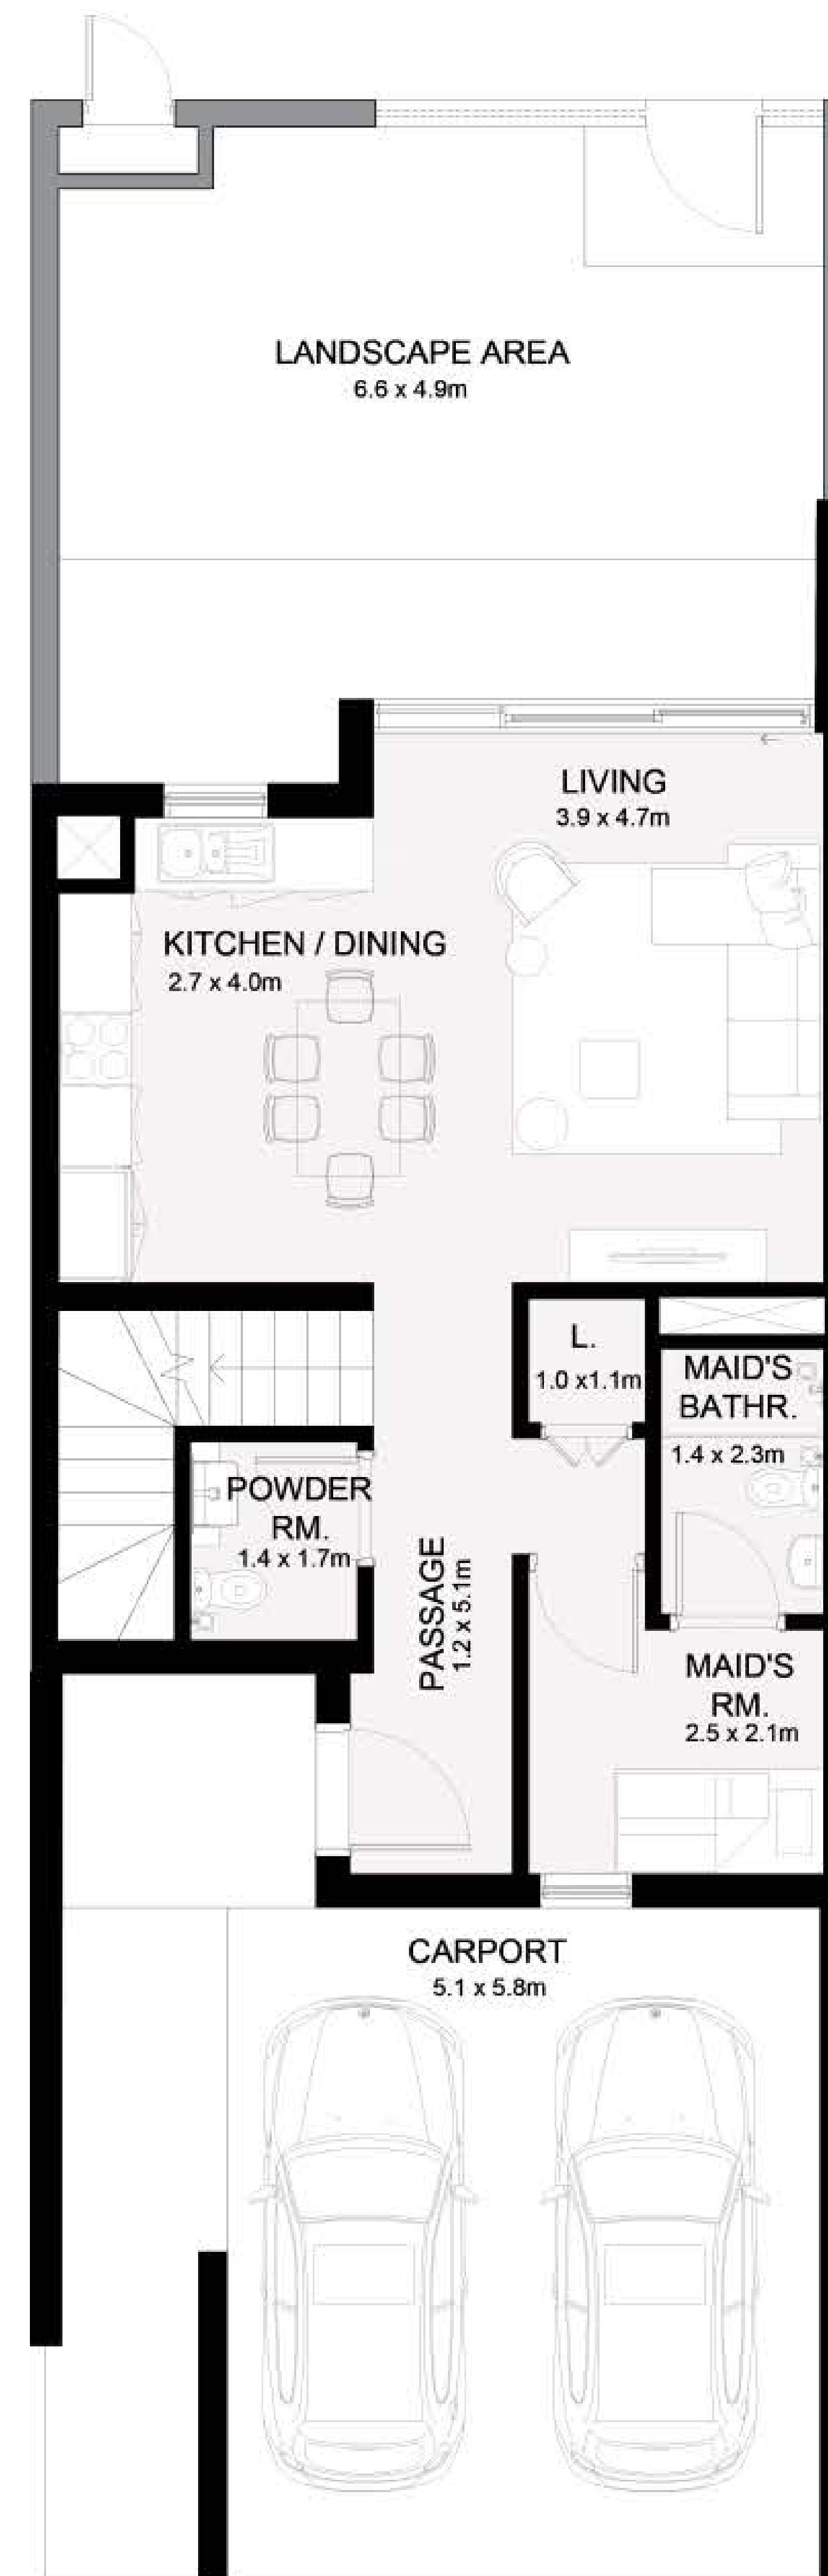 LANDSCAPE AREA
6.6 x 4.9m
LIVING
3.9 x 4.7m
KITCHEN / DINING
2.7 x 4.0m
L.
1.0 x1.1m
MAID'S
BATHR.
1.4 x 2.3m
POWDER
RM.
1.4 x 1.7m
PASSAGE
1.2 x 5.1m
MAID'S
RM.
2.5 x 2.1m
CARPORT
5.1 x 5.8m